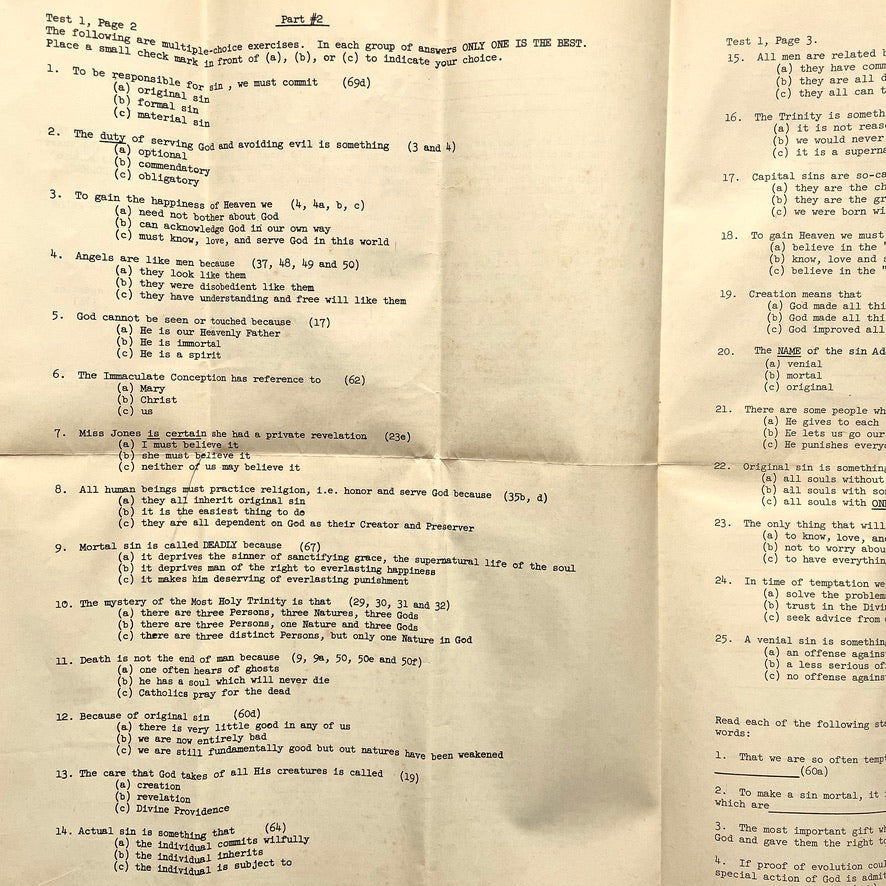 Test 1, Page 2
Part #2
The following are multiple-choice exercises. In each group of answers ONLY ONE IS THE BEST.
Place a small check mark in front of (a), (b), or (c) to indicate your choice.
1. To be responsible for sin , we must commit (69d)
(a) original sin
(b) formal sin
(c) material sin
2. The duty of serving God and avoiding evil is something (3 and 4)
(a) optional
(b) commendatory
(c) obligatory
3. To gain the happiness of Heaven we (4, 4a, b, c)
(a) need not bother about God
(b) can acknowledge God in our own way
(c) must know, love, and serve God in this world
4. Angels are like men because (37, 48, 49 and 50)
(a) they look like them
(b) they were disobedient like them
(c) they have understanding and free will like them
5. God cannot be seen or touched because (17)
(a) He is our Heavenly Father
(b) He is immortal
(c) He is a spirit
6. The Immaculate Conception has reference to (62)
(a) Mary
(b) Christ
(c) us
7. Miss Jones is certain she had a private revelation (23e)
(a) I must believe it
(b) she must believe it
(c) neither of us may believe it
8. All human beings must practice religion, i.e. honor and serve God because (35b, d)
(a) they all inherit original sin
(b) it is the easiest thing to do
(c) they are all dependent on God as their Creator and Preserver
9. Mortal sin is called DEADLY because (67)
(a) it deprives the sinner of sanctifying grace, the supernatural life of the soul
(b) it deprives man of the right to everlasting happiness
(c) it makes him deserving of everlasting punishment
10. The mystery of the Most Holy Trinity is that (29, 30, 31 and 32)
(a) there are three Persons, three Natures, three Gods
(b) there are three Persons, one Nature and three Gods
(c) there are three distinct Persons, but only one Nature in God
11. Death is not the end of man because (9, 9a, 50, 50e and 50f)
(a) one often hears of ghosts
(b) he has a soul which will never die
(c) Catholics pray for the dead
12. Because of original sin (60d)
(a) there is very little good in any of us
(b) we are now entirely bad
(c) we are still fundamentally good but out natures have been weakened
13. The care that God takes of all His creatures is called (19)
(a) creation
(b) revelation
(c) Divine Providence
14. Actual sin is something that (64)
(a) the individual commits wilfully
(b) the individual inherits
(c) the individual is subject to
Test 1, Page 3.
15. All men are related
(a) they have
(b) they are all
(c) they all can
16. The Trinity is
(a) it is not
(b) we would never
(c) it is a
17. Capital sins are
(a) they are the
(b) they are the
(c) we were born
18. To gain Heaven we must
(a) believe in the "
(b) know, love and
(c) believe in the "
19. Creation means that
(a) God made all
(b) God made all
(c) God improved all
20. The NAME of the sin
(a) venial
(b) mortal
(c) original
21. There are some people
(a) He gives to each
(b) He lets us go our
(c) He punishes
22. Original sin is
(a) all souls without
(b) all souls with
(c) all souls with
23. The only thing that will
(a) to know, love,
(b) not to worry
(c) to have
24. In time of temptation we
(a) solve the
(b) trust in the
(c) seek advice from
25. A venial sin is
(a) an offense
(b) a less serious
(c) no offense
Read each of the following
words:
1. That we are so often
(60a)
2. To make a sin mortal, it
which are
3. The most important gift
God and gave them the right
4. If proof of evolution
special action of God is